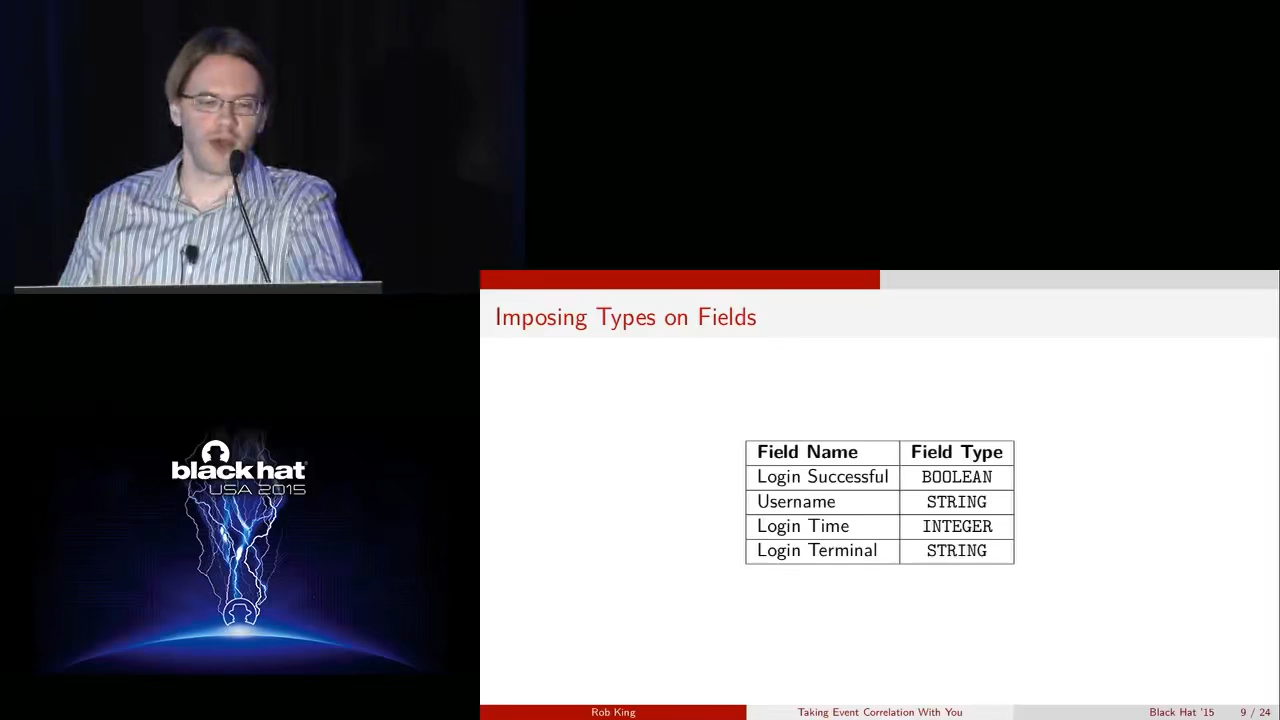 Imposing Types on Fields
Field Name Field Type
Login Successful BOOLEAN
Username STRING
Login Time INTEGER
Login Terminal STRING
black hat
USA 2015
Rob King Taking Event Correlation With You Black Hat '15 9 / 24